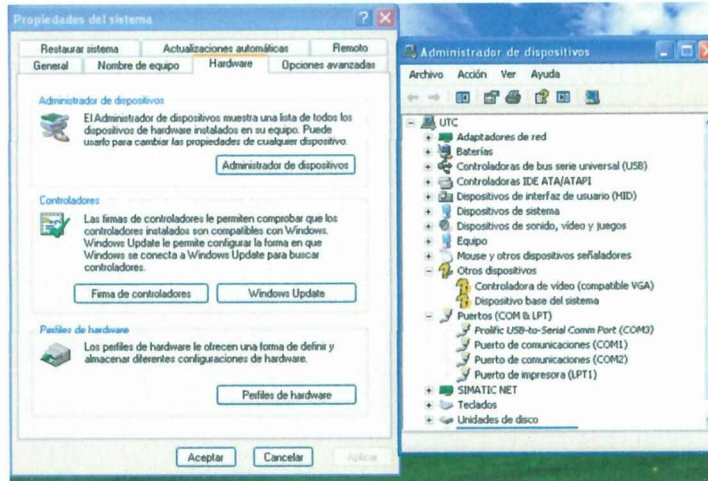 Propiedades del sistema
Restaurar sistema
Actualizaciones automáticas
Remoto
General
Nombre de equipo
Hardware
Opciones avanzadas
Administrador de dispositivos
El Administrador de dispositivos muestra una lista de todos los
dispositivos de hardware instalados en su equipo. Puede
usarlo para cambiar las propiedades de cualquier dispositivo.
Administrador de dispositivos
Controladores
Las firmas de controladores le permiten comprobar que los
controladores instalados son compatibles con Windows.
Windows Update le permite configurar la forma en que
Windows se conecta a Windows Update para buscar
controladores.
Firma de controladores
Windows Update
Perfiles de hardware
Los perfiles de hardware le ofrecen una forma de definir y
almacenar diferentes configuraciones de hardware.
Perfiles de hardware
Aceptar
Cancelar
Aplicar
Administrador de dispositivos
Archivo Acción Ver Ayuda
UTC
Adaptadores de red
Baterías
Controladoras de bus serie universal (USB)
Controladoras IDE ATA/ATAPI
Dispositivos de interfaz de usuario (HID)
Dispositivos de sistema
Dispositivos de sonido, vídeo y juegos
Equipo
Mouse y otros dispositivos señaladores
Otros dispositivos
Controladora de vídeo (compatible VGA)
Dispositivo base del sistema
Puertos (COM & LPT)
Prolific USB-to-Serial Comm Port (COM3)
Puerto de comunicaciones (COM1)
Puerto de comunicaciones (COM2)
Puerto de impresora (LPT1)
SIMATIC NET
Teclados
Unidades de disco